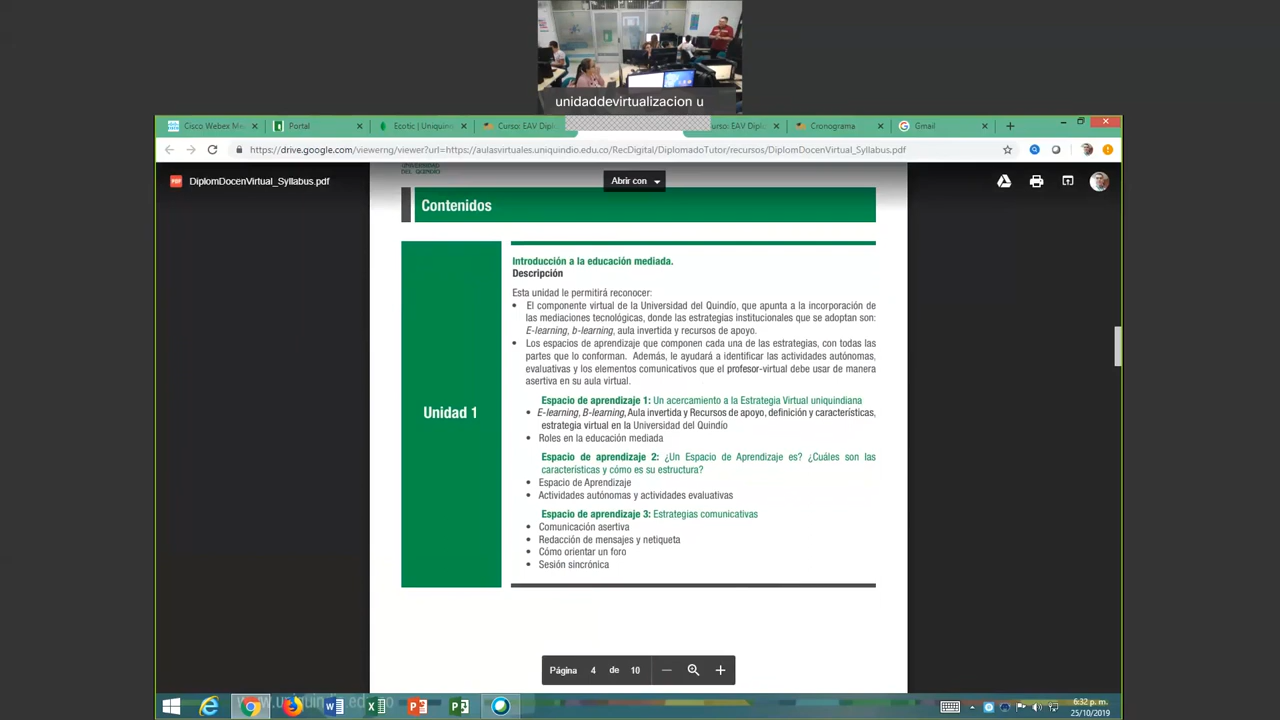 unidaddevirtualizacion u
Cisco Webex Me
Portal
Ecotic | Uniquin
Curso: EAV Diplo
urso: EAV Diplo
Cronograma
Gmail
https://drive.google.com/viewerng/viewer?url=https://aulasvirtuales.uniquindio.edu.co/RecDigital/DiplomadoTutor/recursos/DiplomDocenVirtual_Syllabus.pdf
DEL QUINDÍO
PDF DiplomDocenVirtual_Syllabus.pdf
Abrir con
Contenidos
Unidad 1
Introducción a la educación mediada.
Descripción
Esta unidad le permitirá reconocer:
• El componente virtual de la Universidad del Quindío, que apunta a la incorporación de
las mediaciones tecnológicas, donde las estrategias institucionales que se adoptan son:
E-learning, b-learning, aula invertida y recursos de apoyo.
• Los espacios de aprendizaje que componen cada una de las estrategias, con todas las
partes que lo conforman. Además, le ayudará a identificar las actividades autónomas,
evaluativas y los elementos comunicativos que el profesor-virtual debe usar de manera
asertiva en su aula virtual.
Espacio de aprendizaje 1: Un acercamiento a la Estrategia Virtual uniquindiana
• E-learning, B-learning, Aula invertida y Recursos de apoyo, definición y características,
estrategia virtual en la Universidad del Quindío
• Roles en la educación mediada
Espacio de aprendizaje 2: ¿Un Espacio de Aprendizaje es? ¿Cuáles son las
características y cómo es su estructura?
• Espacio de Aprendizaje
• Actividades autónomas y actividades evaluativas
Espacio de aprendizaje 3: Estrategias comunicativas
• Comunicación asertiva
• Redacción de mensajes y netiqueta
• Cómo orientar un foro
• Sesión sincrónica
Página 4 de 10
6:32 p. m.
25/10/2019